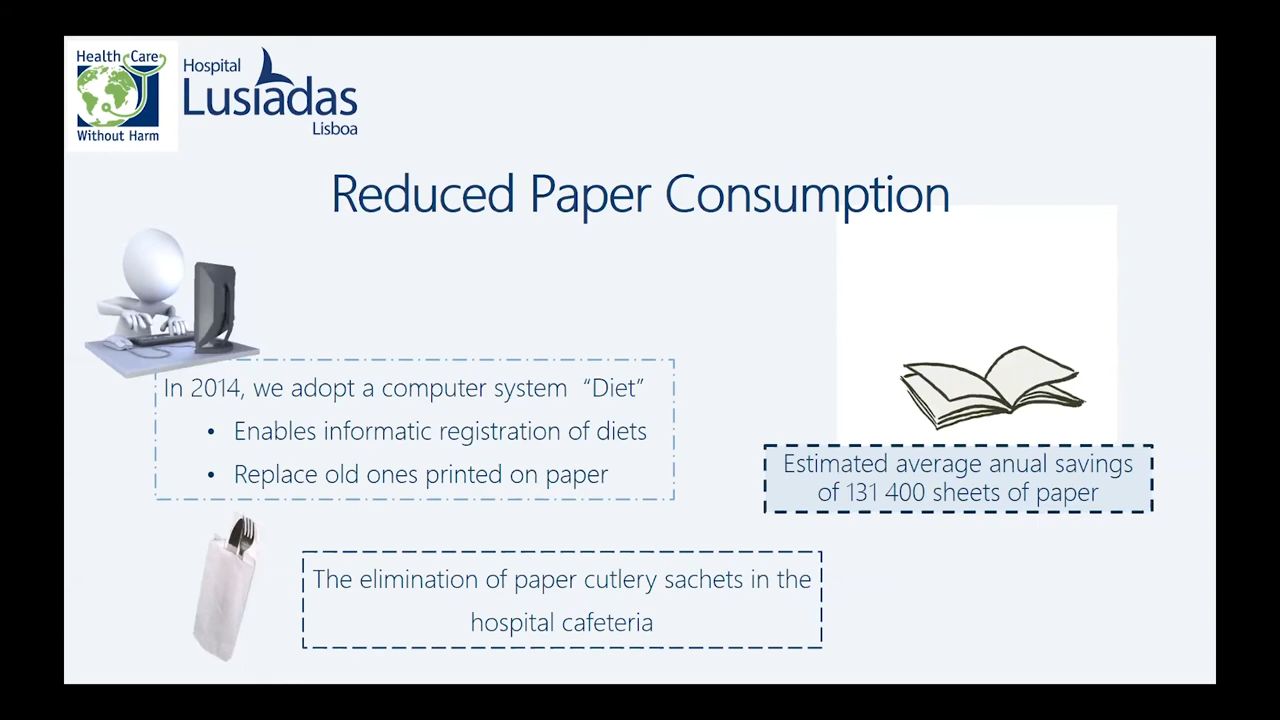 Health Care
Without Harm
Hospital
Lusíadas
Lisboa
Reduced Paper Consumption
In 2014, we adopt a computer system “Diet”
• Enables informatic registration of diets
• Replace old ones printed on paper
Estimated average anual savings
of 131 400 sheets of paper
The elimination of paper cutlery sachets in the
hospital cafeteria